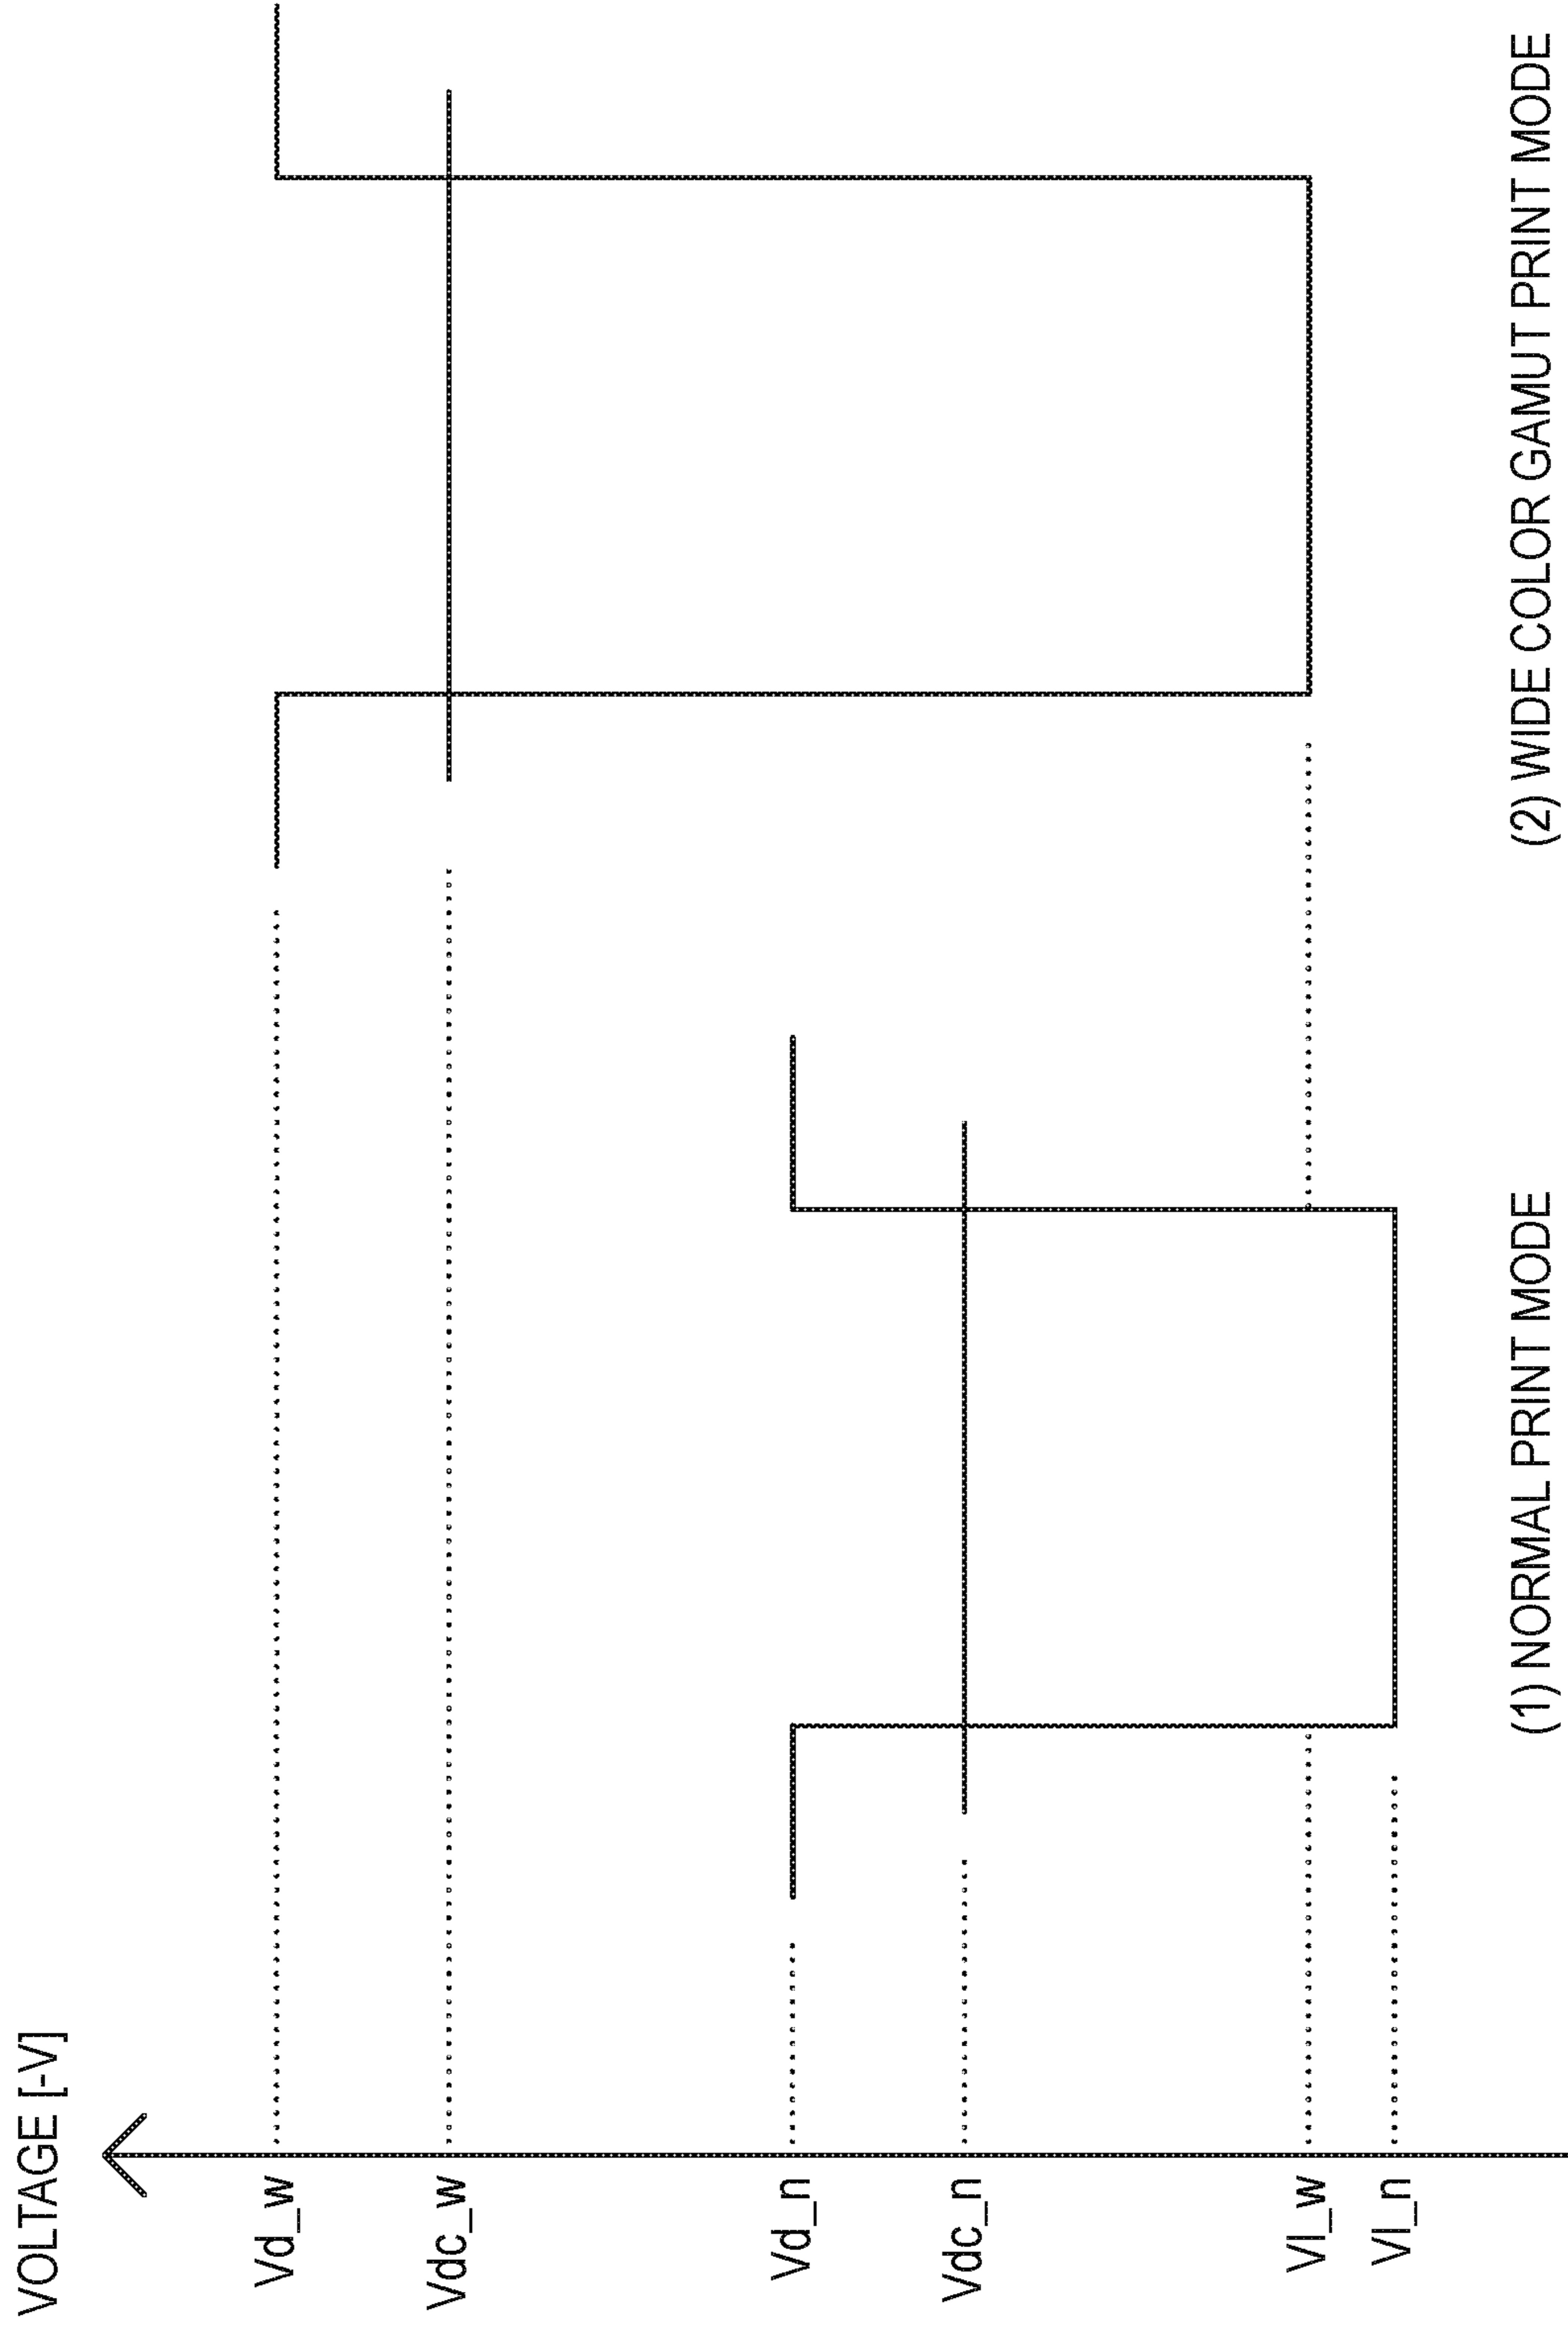 VOLTAGE [-V]
Vd_w
Vdc_w
Vd_n
Vdc_n
Vl_w
Vl_n
(1) NORMAL PRINT MODE
(2) WIDE COLOR GAMUT PRINT MODE